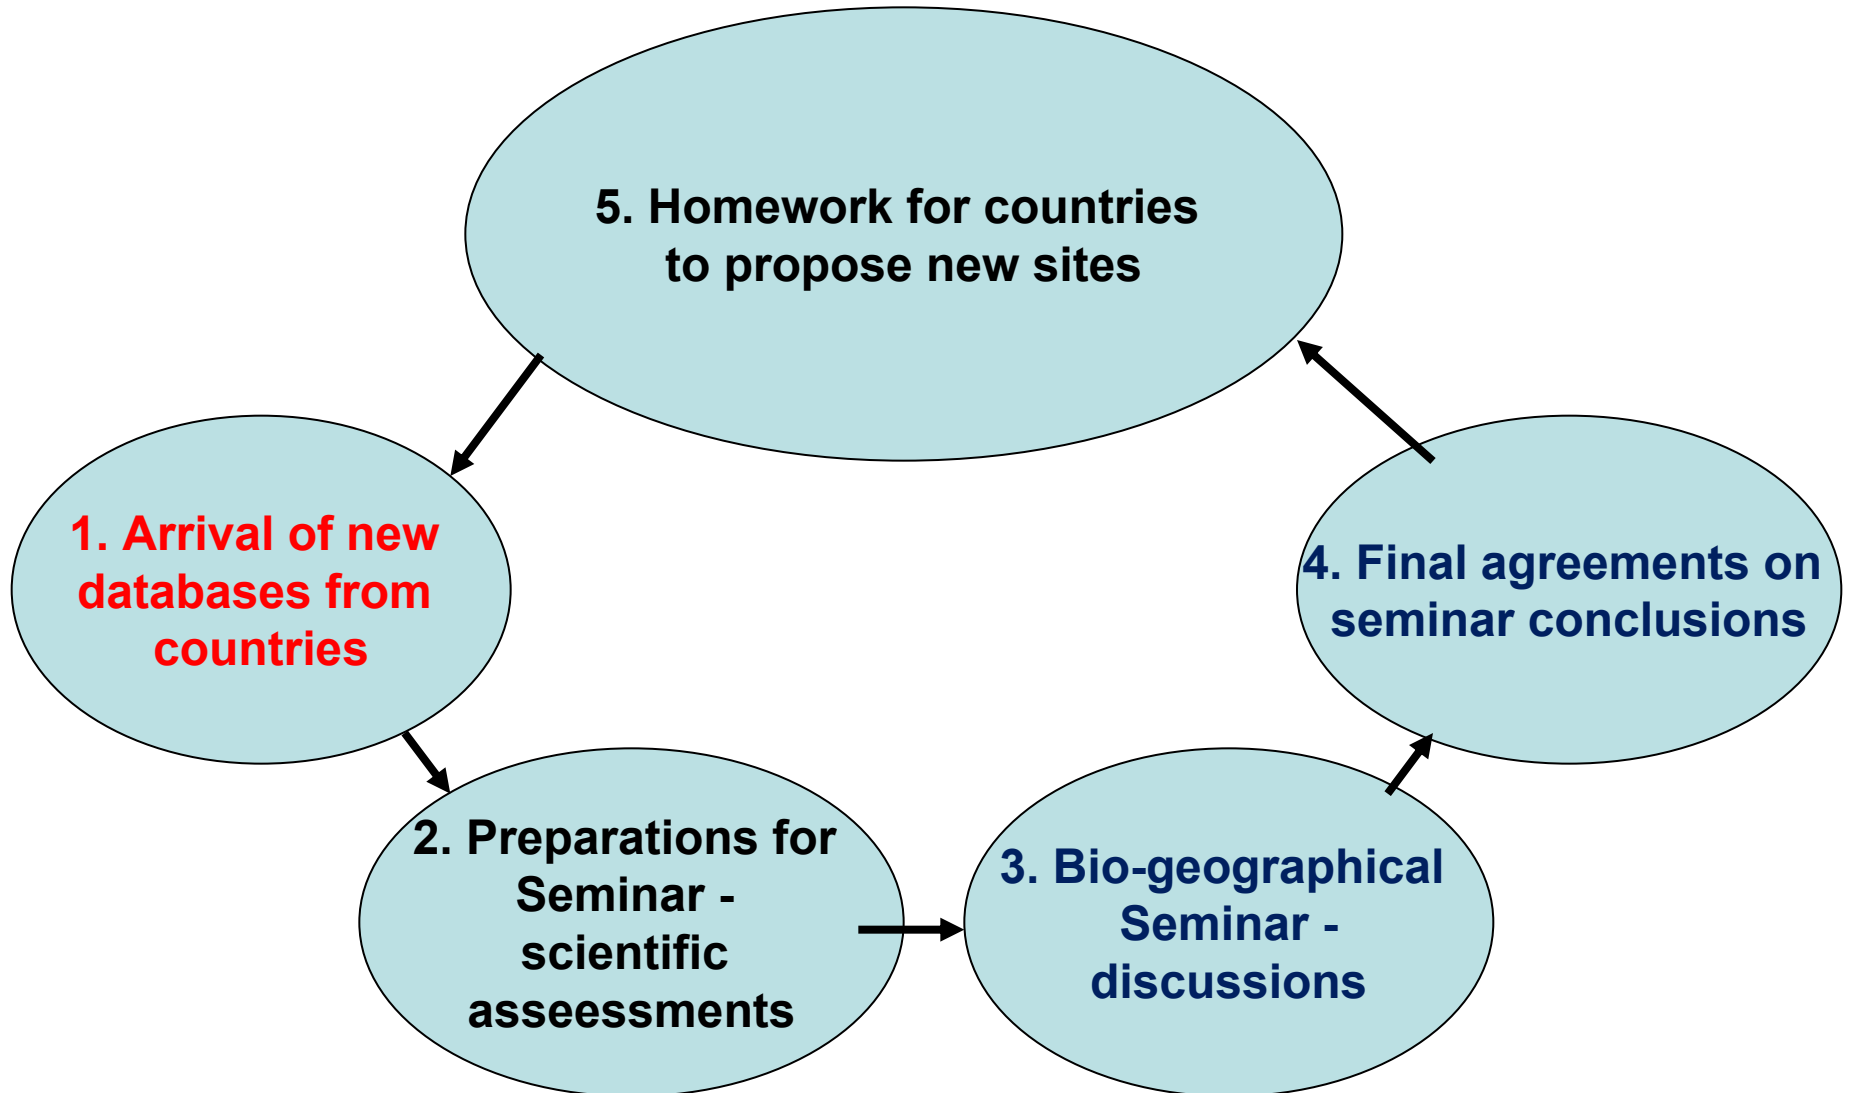 5. Homework for countries
to propose new sites
1. Arrival of new
databases from
countries
4. Final agreements on
seminar conclusions
2. Preparations for
Seminar -
scientific
asseessments
3. Bio-geographical
Seminar -
discussions